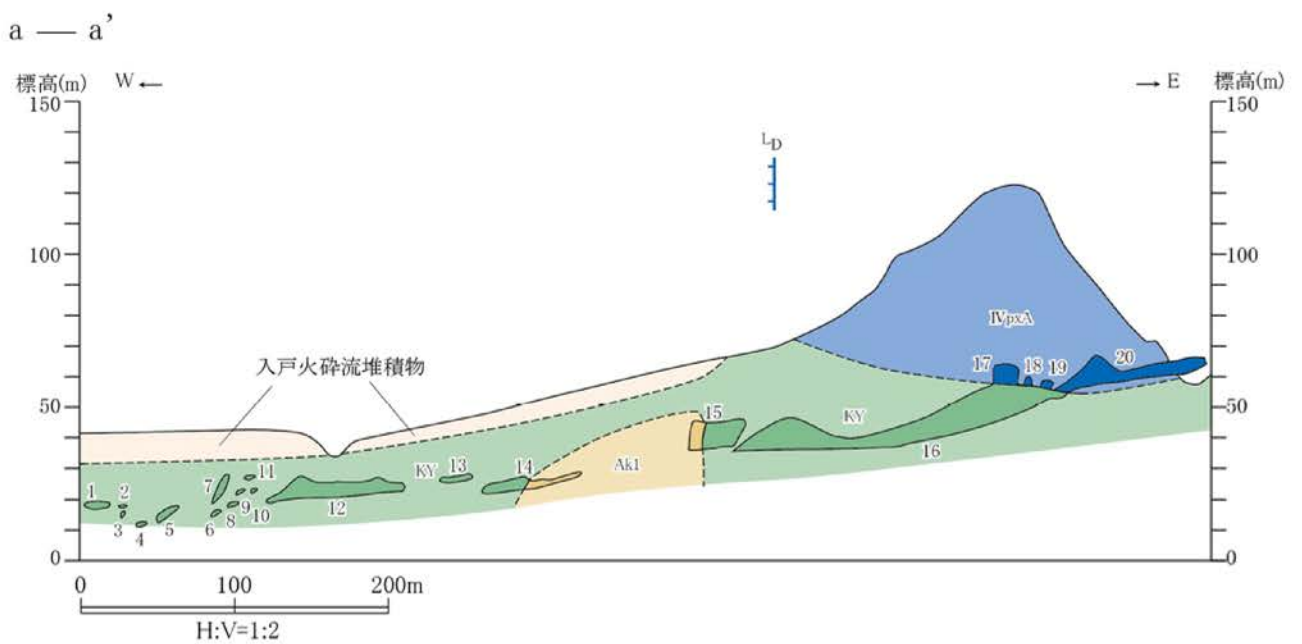 a — a’
標高(m) W ← → E 標高(m)
150 150
L_D
100 100
ⅣpxA
17 18 19 20
入戸火砕流堆積物
50 50
15 KY
16
Ak1
KY 13 14
11
7
1 2 9 10 12
3 4 5 6 8
0 0
0 100 200m
H:V=1:2